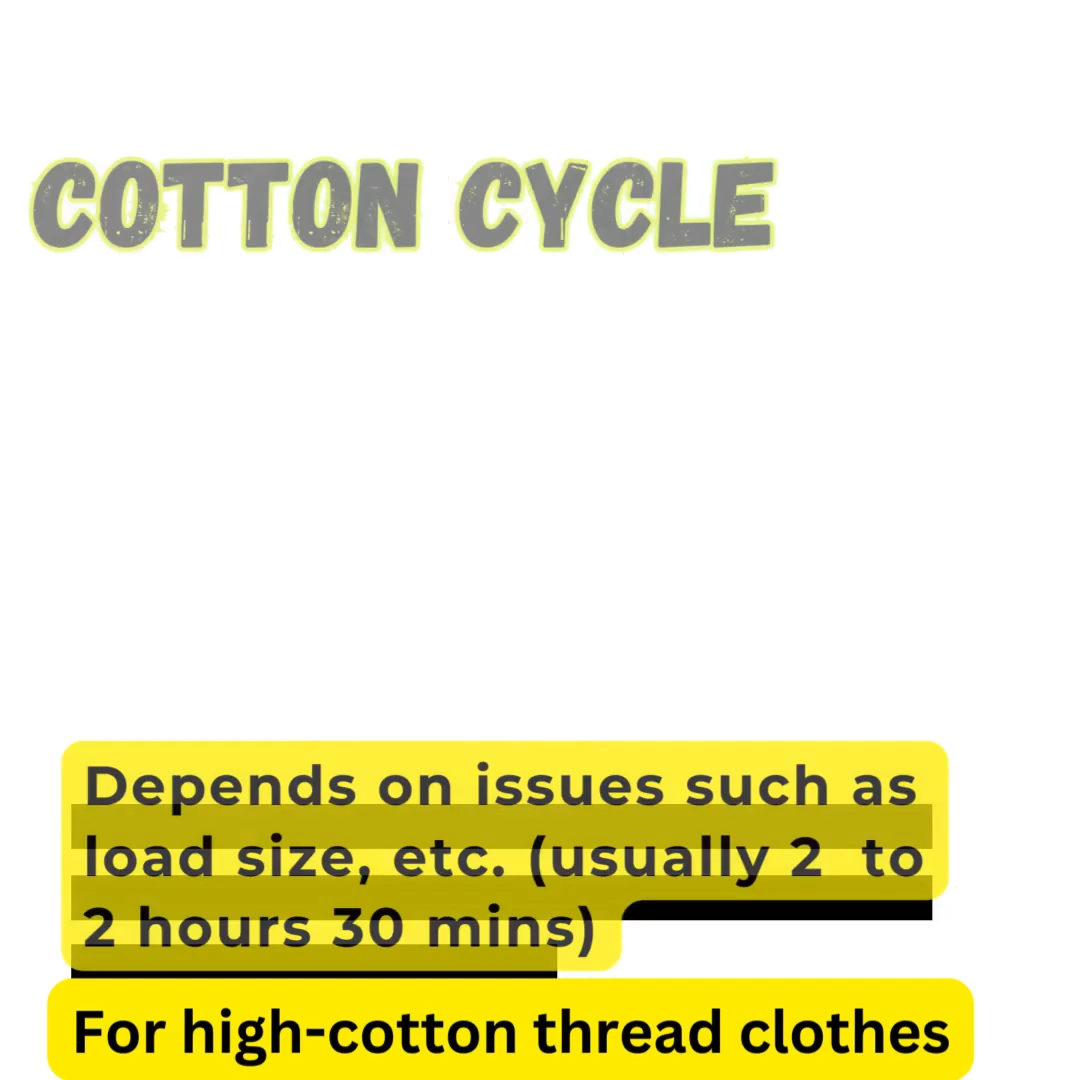 COTTON CYCLE
Depends on issues such as
load size, etc. (usually 2  to
2 hours 30 mins)
For high-cotton thread clothes